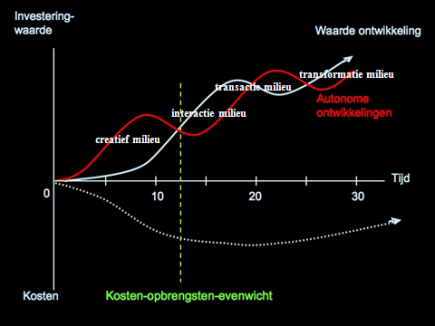 Investering-
waarde
Waarde ontwikkeling
transformatie milieu
transactie milieu
Autonome
ontwikkelingen
interactie milieu
creatief milieu
Tijd
0
10
20
30
Kosten
Kosten-opbrengsten-evenwicht